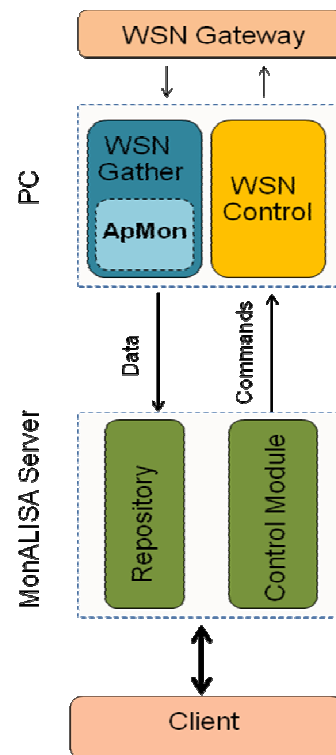 WSN Gateway
PC
WSN
Gather
ApMon
WSN
Control
Data
Commands
MonALISA Server
Repository
Control Module
Client